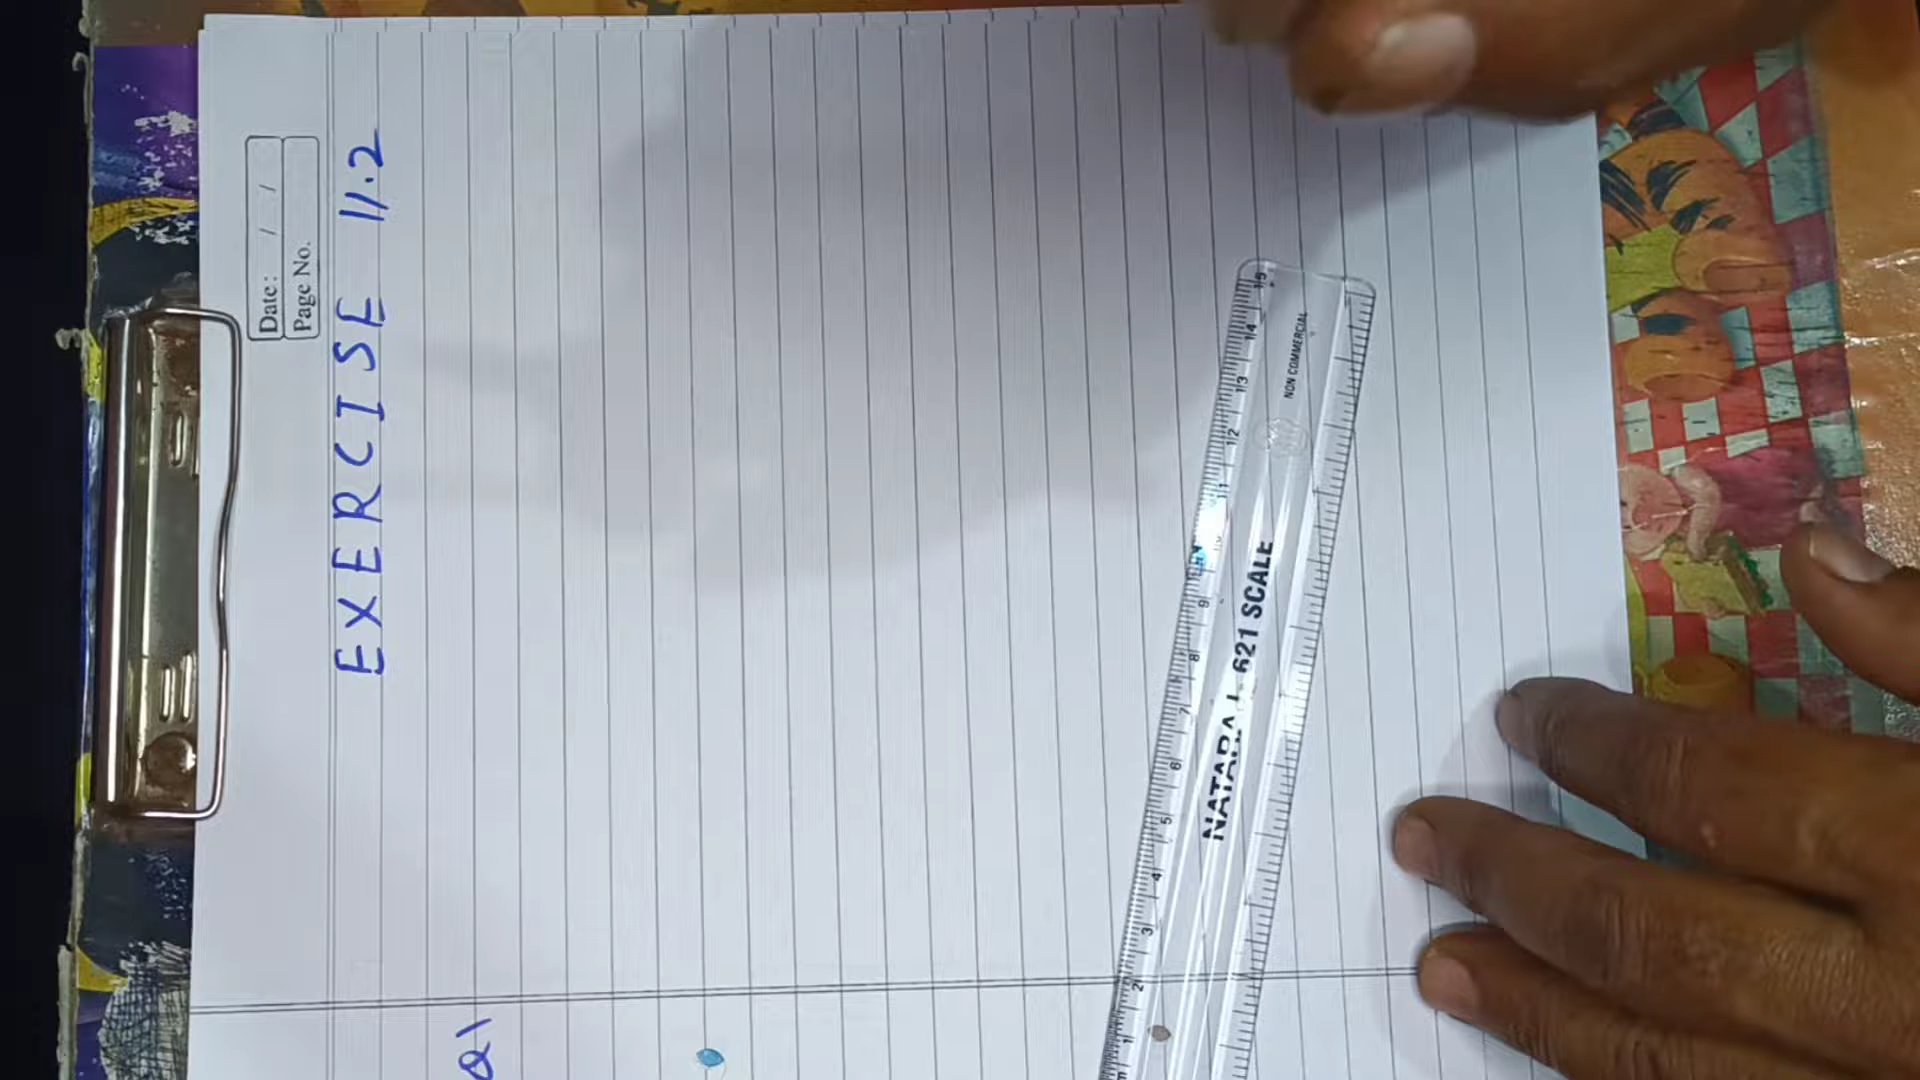 Date: / /
Page No.
EXERCISE 11.2
Q1
NATARAJ 621 SCALE
NON COMMERCIAL
1 2 3 4 5 6 7 8 9 11 12 13 14 15